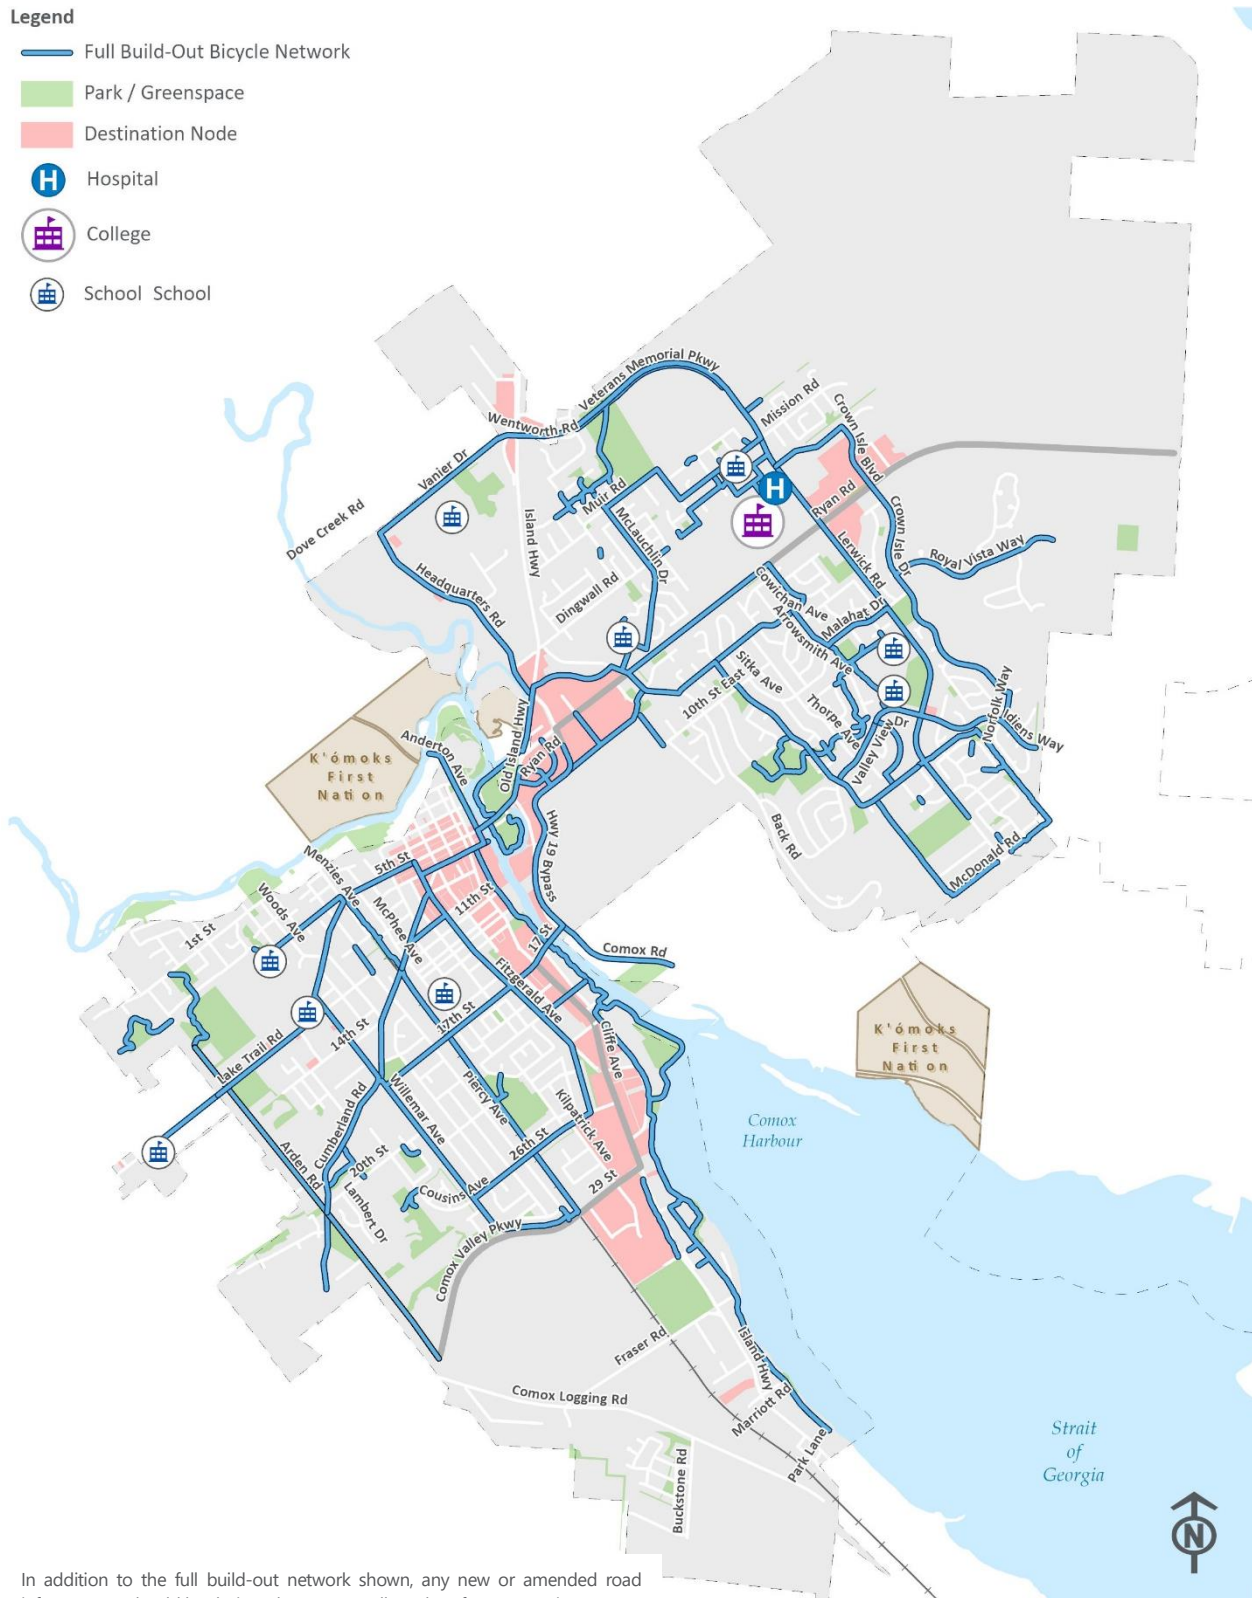 Legend
Full Build-Out Bicycle Network
Park / Greenspace
Destination Node
H
Hospital
College
School School
Veterans Memorial Pkwy
Mission Rd
Wentworth Rd
Crown Isle Blvd
Vanier Dr
Muir Rd
H
Ryan Rd
Dove Creek Rd
Island Hwy
McLauchlin Dr
Crown Isle Dr
Lerwick Rd
Royal Vista Way
Headquarters Rd
Dingwall Rd
Cowichan Ave
Malahat Dr
Arrowsmith Ave
Sitka Ave
10th St East
Thorpe Ave
Valley View Dr
Norfolk Way
Idiens Way
Old Island Hwy
Anderton Ave
Ryan Rd
K'ómoks
First
Nation
Hwy 19 Bypass
Back Rd
McDonald Rd
Menzies Ave
5th St
Woods Ave
McPhee Ave
11th St
1st St
17 St
Comox Rd
Fitzgerald Ave
17th St
14th St
Lake Trail Rd
Cliffe Ave
K'ómoks
First
Nation
Comox
Harbour
Piercy Ave
Willemar Ave
Cumberland Rd
Kilpatrick Ave
26th St
Arden Rd
20th St
Lambert Dr
Cousins Ave
29 St
Comox Valley Pkwy
Fraser Rd
Island Hwy
Comox Logging Rd
Marriott Rd
Park Lane
Buckstone Rd
Strait
of
Georgia
N
In addition to the full build-out network shown, any new or amended road